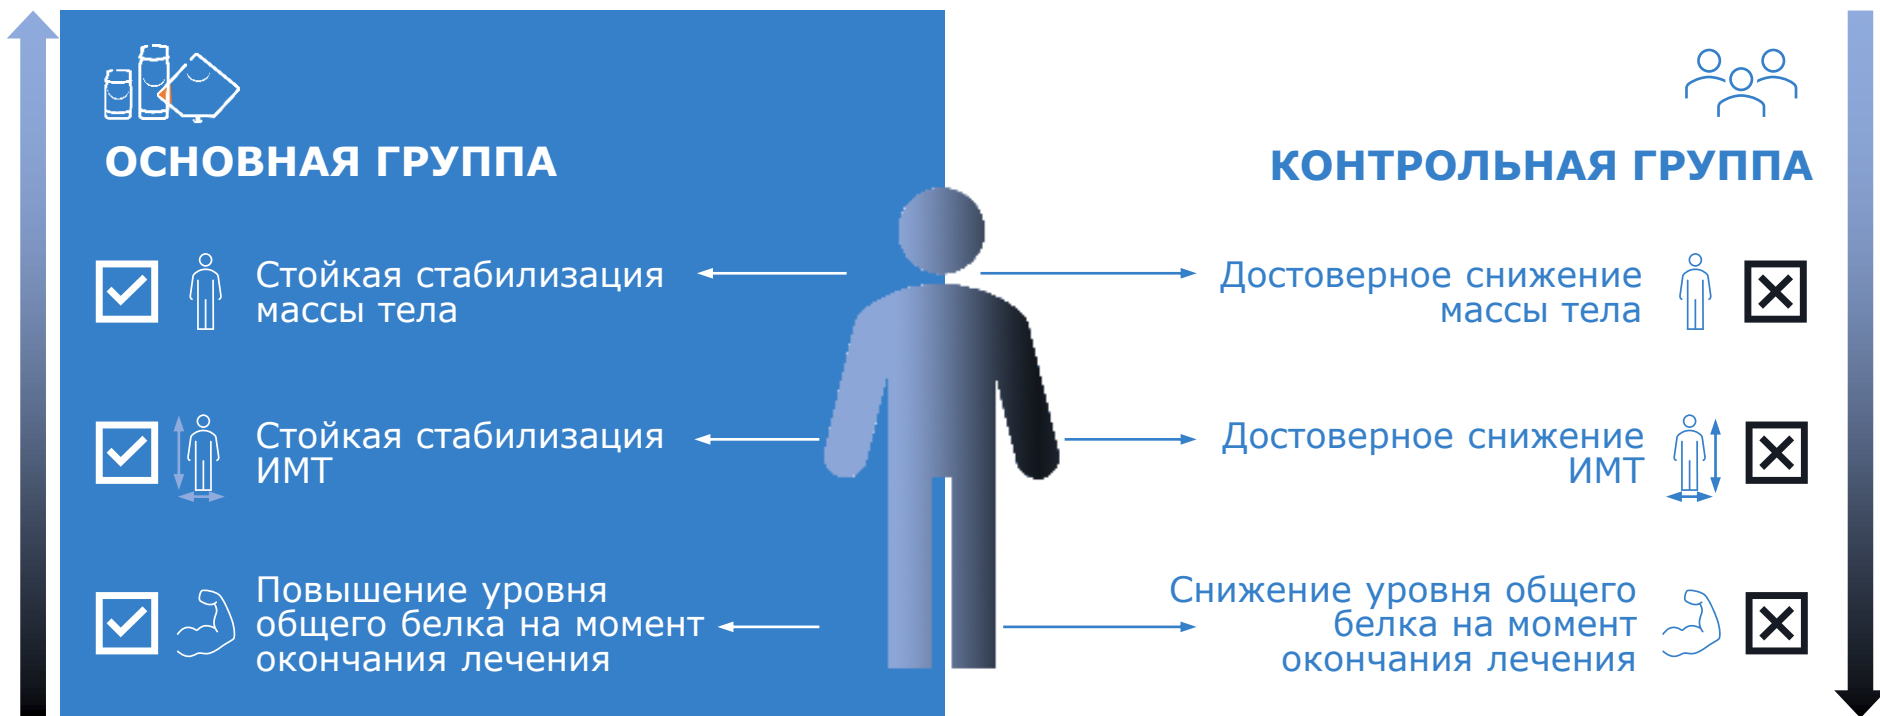 ОСНОВНАЯ ГРУППА
Стойкая стабилизация
массы тела
Стойкая стабилизация
ИМТ
Повышение уровня
общего белка на момент
окончания лечения
КОНТРОЛЬНАЯ ГРУППА
Достоверное снижение
массы тела
Достоверное снижение
ИМТ
Снижение уровня общего
белка на момент
окончания лечения